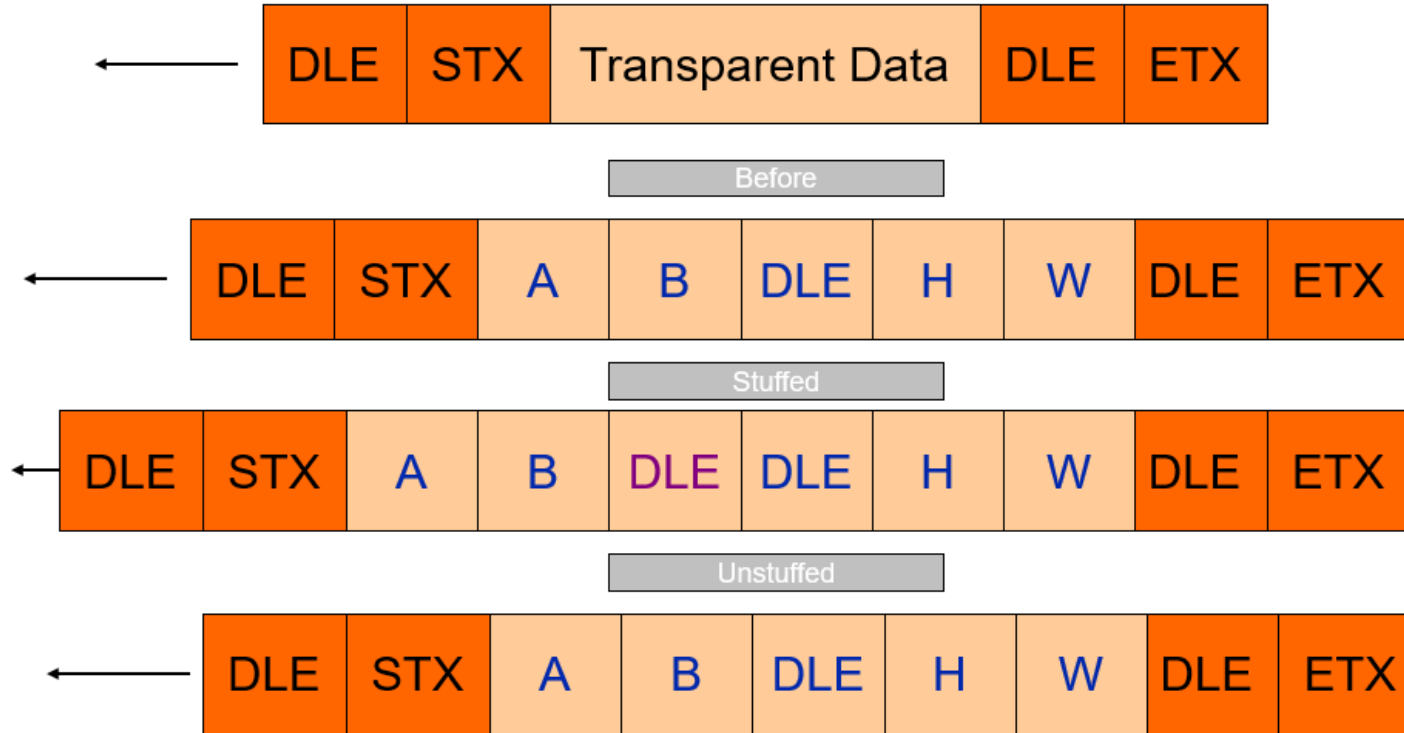 DLE STX Transparent Data DLE ETX
Before
DLE STX A B DLE H W DLE ETX
Stuffed
DLE STX A B DLE DLE H W DLE ETX
Unstuffed
DLE STX A B DLE H W DLE ETX